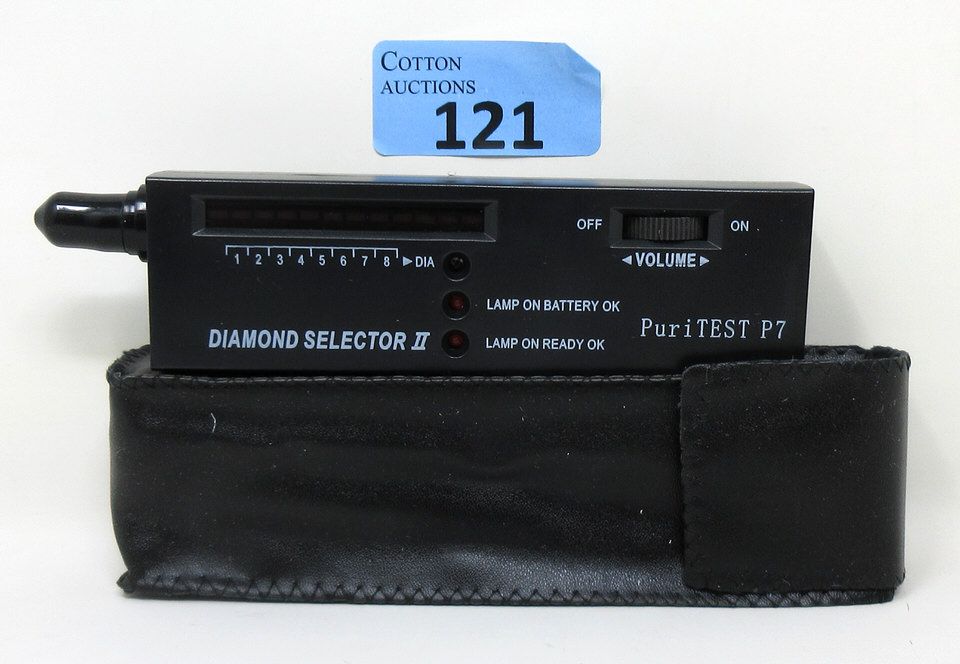 COTTON
AUCTIONS
121
OFF ON
◄VOLUME►
1 2 3 4 5 6 7 8 ►DIA
LAMP ON BATTERY OK
PuriTEST P7
DIAMOND SELECTOR II
LAMP ON READY OK